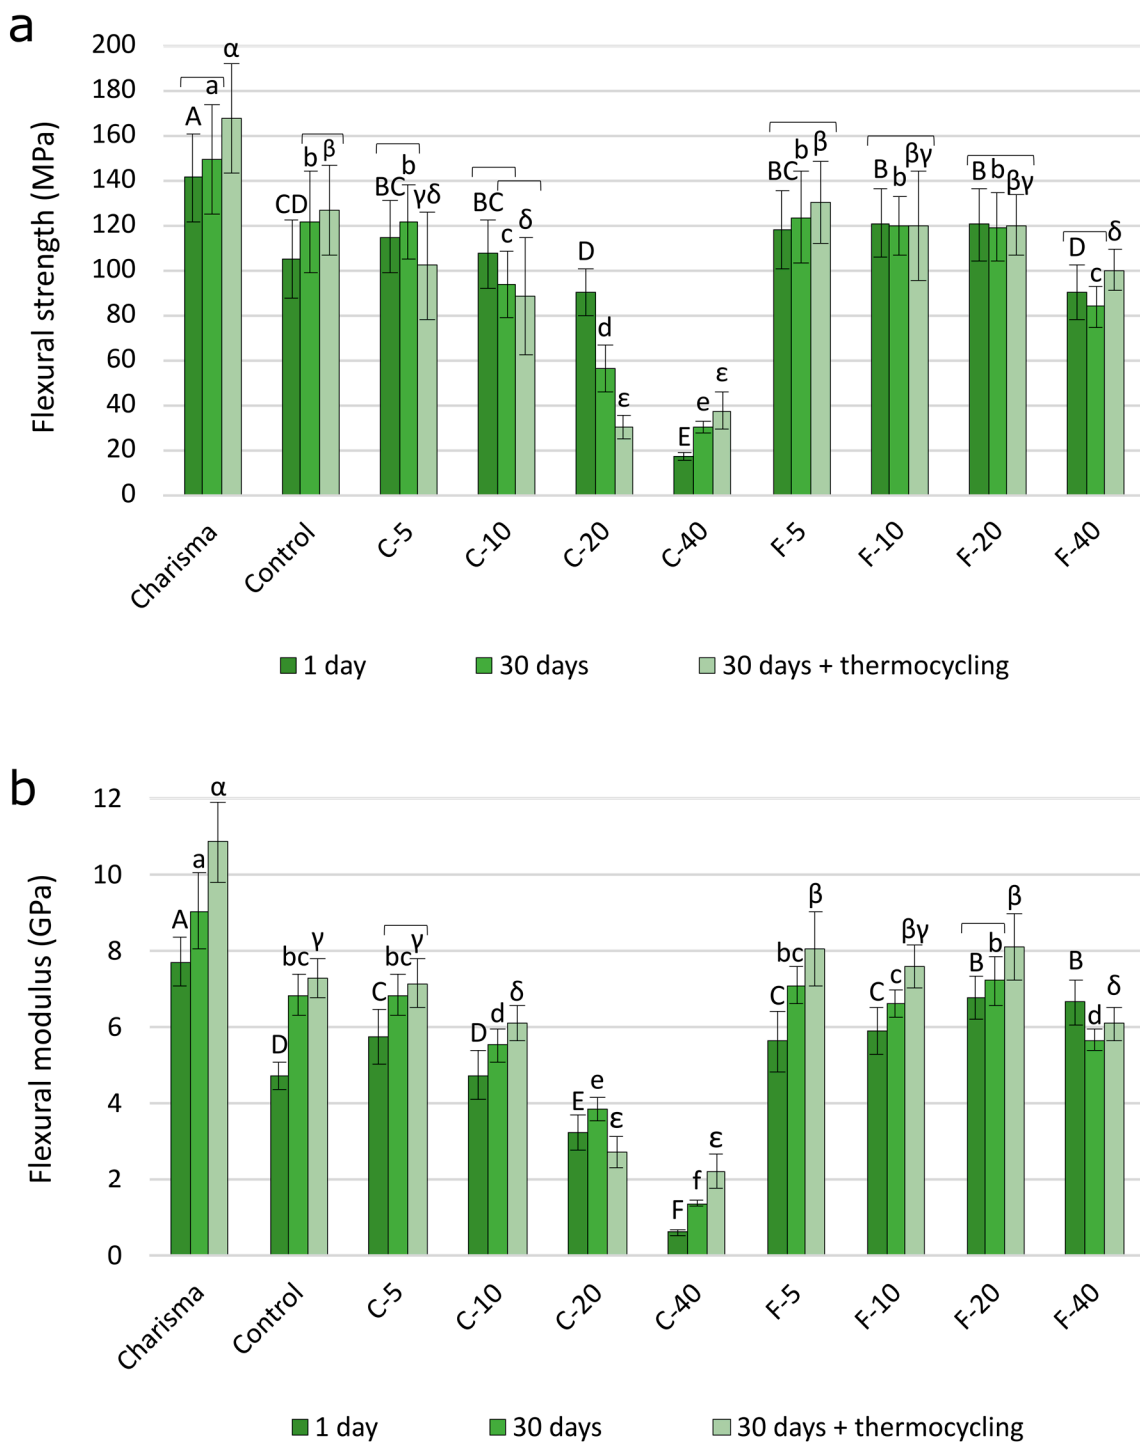 a
Flexural strength (MPa)
200
180
160
140
120
100
80
60
40
20
0
A a α
CD b β
BC b γδ
BC c δ
D d ε
E e ε
BC b β
B b βγ
B b βγ
D c δ
Charisma
Control
C-5
C-10
C-20
C-40
F-5
F-10
F-20
F-40
1 day 30 days 30 days + thermocycling
b
Flexural modulus (GPa)
12
10
8
6
4
2
0
A a α
D bc γ
C bc γ
D d δ
E e ε
F f ε
C bc β
C c βγ
B b β
B d δ
Charisma
Control
C-5
C-10
C-20
C-40
F-5
F-10
F-20
F-40
1 day 30 days 30 days + thermocycling